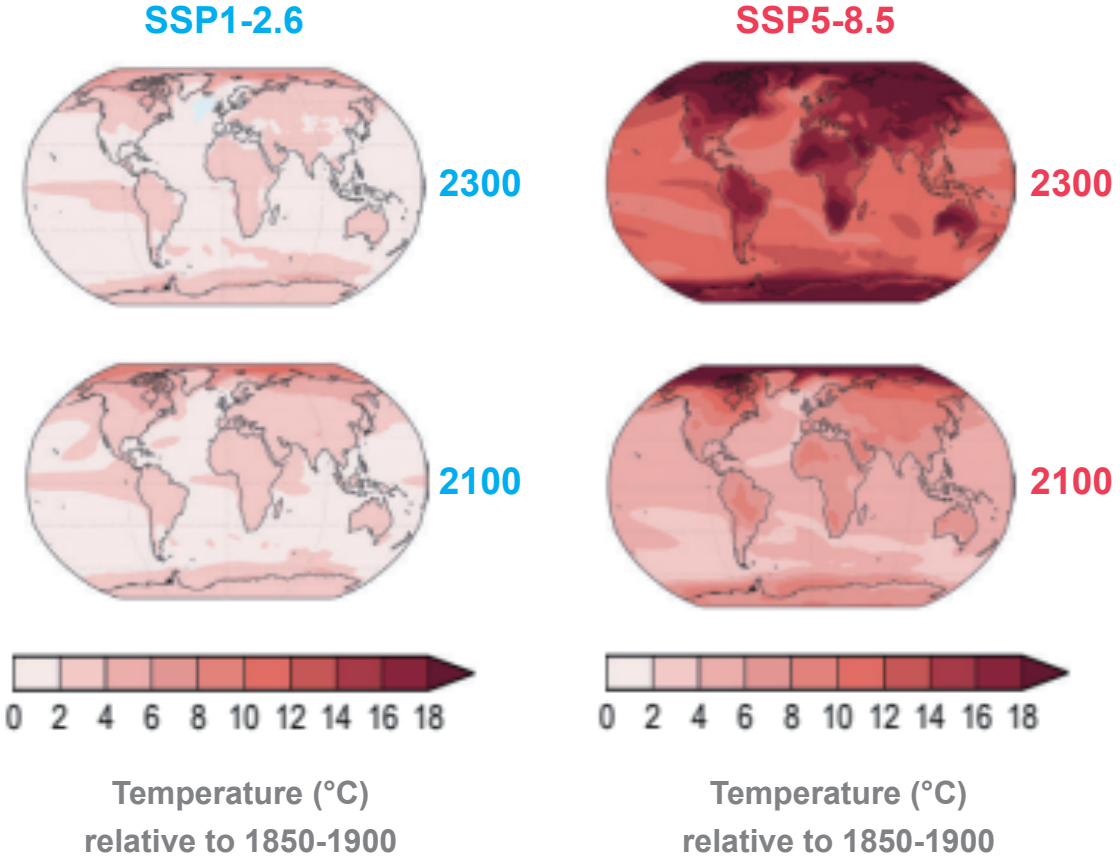 SSP1-2.6 SSP5-8.5
2300 2300
2100 2100
0 2 4 6 8 10 12 14 16 18 0 2 4 6 8 10 12 14 16 18
Temperature (°C) Temperature (°C)
relative to 1850-1900 relative to 1850-1900